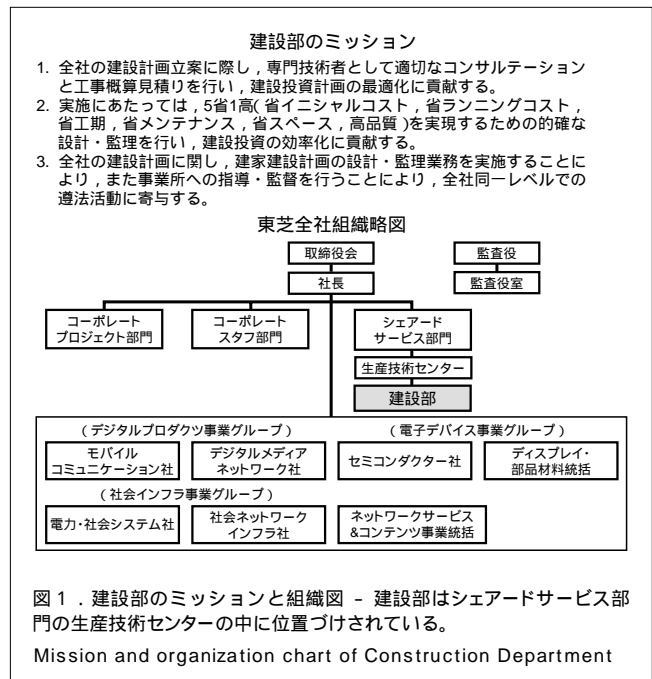 建設部のミッション
1. 全社の建設計画立案に際し，専門技術者として適切なコンサルテーション
と工事概算見積りを行い，建設投資計画の最適化に貢献する。
2. 実施にあたっては，5省1高（省イニシャルコスト，省ランニングコスト，
省工期，省メンテナンス，省スペース，高品質）を実現するための的確な
設計・監理を行い，建設投資の効率化に貢献する。
3. 全社の建設計画に関し，建家建設計画の設計・監理業務を実施することに
より，また事業所への指導・監督を行うことにより，全社同一レベルでの
遵法活動に寄与する。
東芝全社組織略図
取締役会
監査役
社長
監査役室
コーポレート
プロジェクト部門
コーポレート
スタフ部門
シェアード
サービス部門
生産技術センター
建設部
（デジタルプロダクツ事業グループ）
（電子デバイス事業グループ）
モバイル
コミュニケーション社
デジタルメディア
ネットワーク社
セミコンダクター社
ディスプレイ・
部品材料統括
（社会インフラ事業グループ）
電力・社会システム社
社会ネットワーク
インフラ社
ネットワークサービス
&コンテンツ事業統括
図1．建設部のミッションと組織図 － 建設部はシェアードサービス部
門の生産技術センターの中に位置づけされている。
Mission and organization chart of Construction Department